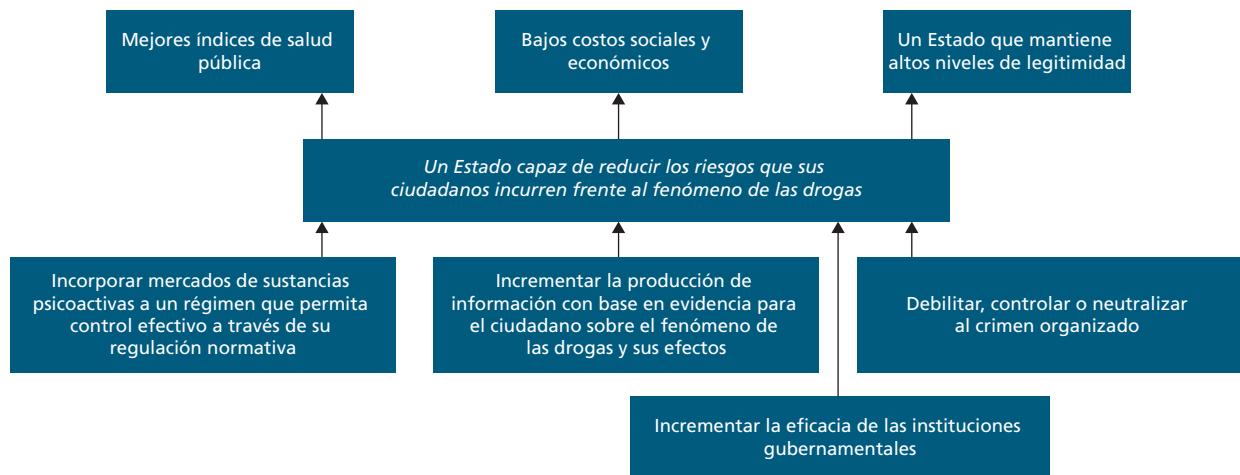 Mejores índices de salud
pública
Bajos costos sociales y
económicos
Un Estado que mantiene
altos niveles de legitimidad
Un Estado capaz de reducir los riesgos que sus
ciudadanos incurren frente al fenómeno de las drogas
Incorporar mercados de sustancias
psicoactivas a un régimen que permita
control efectivo a través de su
regulación normativa
Incrementar la producción de
información con base en evidencia para
el ciudadano sobre el fenómeno de
las drogas y sus efectos
Debilitar, controlar o neutralizar
al crimen organizado
Incrementar la eficacia de las instituciones
gubernamentales